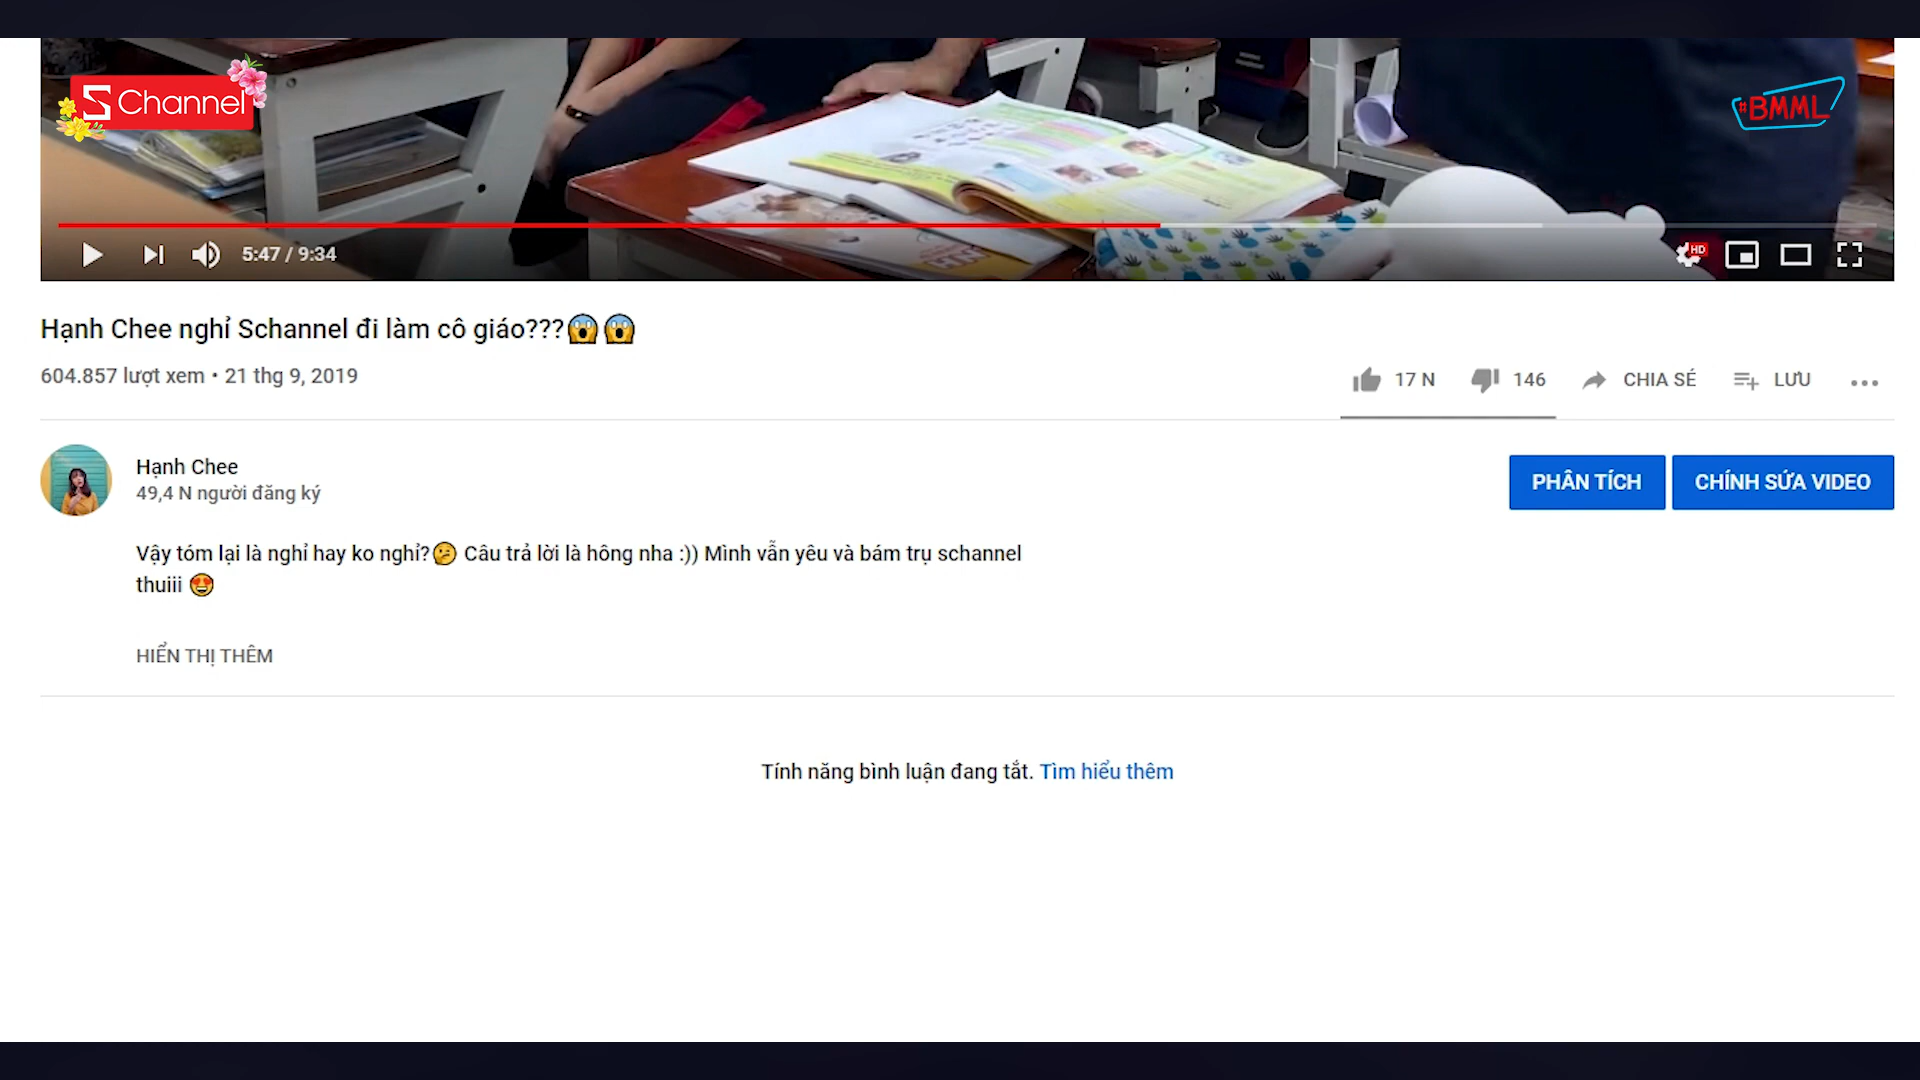 S Channel
#BMML
5:47 / 9:34
HD
Hạnh Chee nghỉ Schannel đi làm cô giáo???😱😱
604.857 lượt xem • 21 thg 9, 2019
17 N
146
CHIA SẺ
LƯU
Hạnh Chee
49,4 N người đăng ký
PHÂN TÍCH
CHỈNH SỬA VIDEO
Vậy tóm lại là nghỉ hay ko nghỉ?🤔 Câu trả lời là hông nha :)) Mình vẫn yêu và bám trụ schannel
thuiii 😍
HIỂN THỊ THÊM
Tính năng bình luận đang tắt. Tìm hiểu thêm